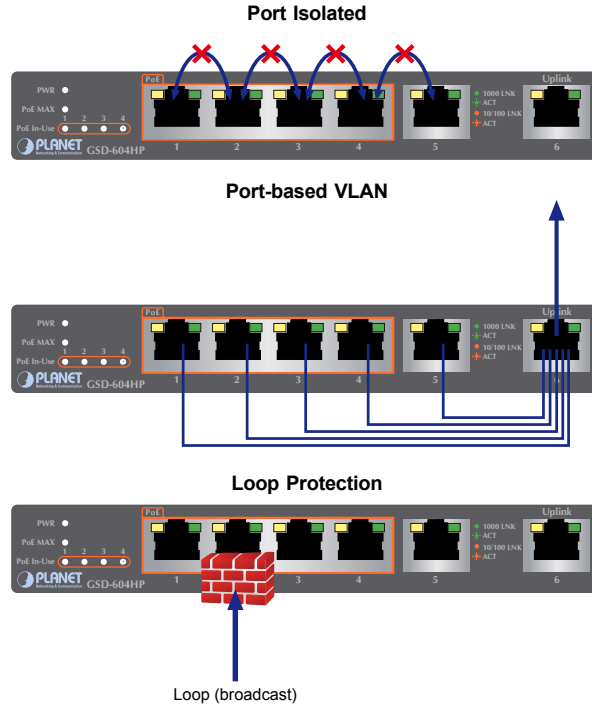 Port Isolated
PoE
Uplink
PWR
1000 LNK
ACT
PoE MAX
10/100 LNK
1 2 3 4
PoE In-Use
ACT
PLANET
Networking & Communication
GSD-604HP
1 2 3 4 5 6
Port-based VLAN
PoE
Uplink
PWR
1000 LNK
ACT
PoE MAX
10/100 LNK
1 2 3 4
PoE In-Use
ACT
PLANET
Networking & Communication
GSD-604HP
1 2 3 4 5 6
Loop Protection
PoE
Uplink
PWR
1000 LNK
ACT
PoE MAX
10/100 LNK
1 2 3 4
PoE In-Use
ACT
PLANET
Networking & Communication
GSD-604HP
1 3 4 5 6
Loop (broadcast)